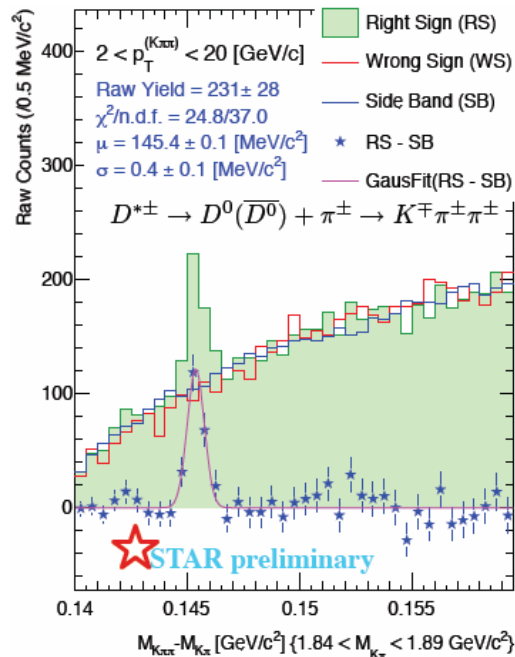 Raw Counts (/0.5 MeV/c²)
400
300
200
100
0
2 < p_T^(Kππ) < 20 [GeV/c]
Raw Yield = 231± 28
χ²/n.d.f. = 24.8/37.0
μ = 145.4 ± 0.1 [MeV/c²]
σ = 0.4 ± 0.1 [MeV/c²]
Right Sign (RS)
Wrong Sign (WS)
Side Band (SB)
RS - SB
GausFit(RS - SB)
D*± → D⁰(D̅⁰) + π± → K∓π±π±
STAR preliminary
0.14 0.145 0.15 0.155
M_Kππ-M_Kπ [GeV/c²] {1.84 < M_Kπ < 1.89 GeV/c²}